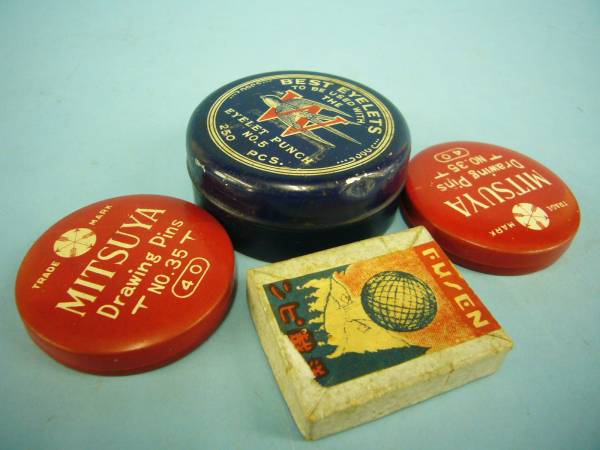 BEST EYELETS
TO BE USED WITH
THE
W
EYELET PUNCH
NO.5
250 PCS.
TRADE MARK
MITSUYA
Drawing Pins
NO.35
40
TRADE MARK
MITSUYA
Drawing Pins
NO.35
40
FUSEN